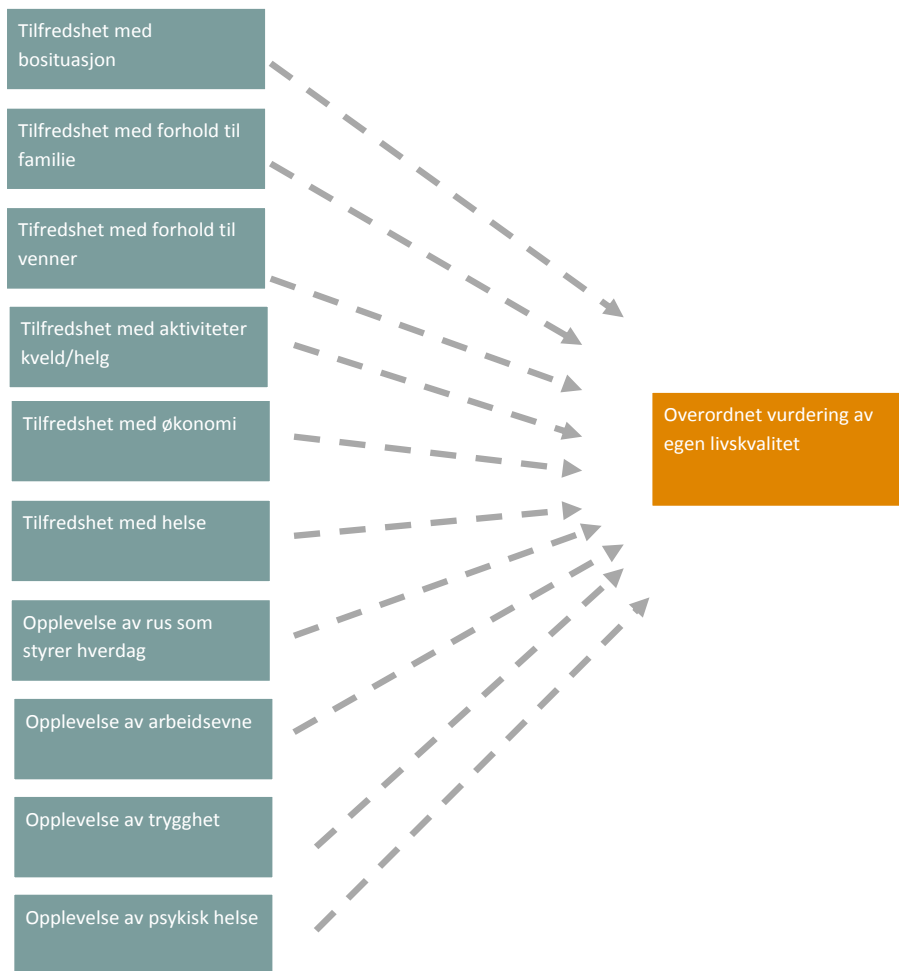 Tilfredshet med
bosituasjon
Tilfredshet med forhold til
familie
Tifredshet med forhold til
venner
Tilfredshet med aktiviteter
kveld/helg
Tilfredshet med økonomi
Tilfredshet med helse
Opplevelse av rus som
styrer hverdag
Opplevelse av arbeidsevne
Opplevelse av trygghet
Opplevelse av psykisk helse
Overordnet vurdering av
egen livskvalitet